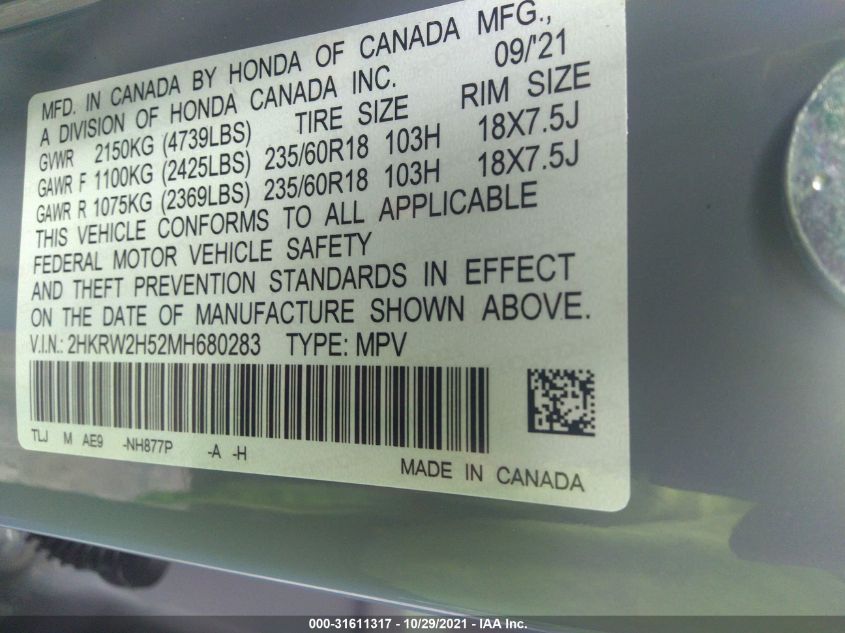 MFD. IN CANADA BY HONDA OF CANADA MFG.,
A DIVISION OF HONDA CANADA INC. 09/'21
GVWR 2150KG (4739LBS) TIRE SIZE RIM SIZE
GAWR F 1100KG (2425LBS) 235/60R18 103H 18X7.5J
GAWR R 1075KG (2369LBS) 235/60R18 103H 18X7.5J
THIS VEHICLE CONFORMS TO ALL APPLICABLE
FEDERAL MOTOR VEHICLE SAFETY
AND THEFT PREVENTION STANDARDS IN EFFECT
ON THE DATE OF MANUFACTURE SHOWN ABOVE.
V.I.N.: 2HKRW2H52MH680283 TYPE: MPV
TLJ M AE9 -NH877P -A -H
MADE IN CANADA
000-31611317 - 10/29/2021 - IAA Inc.